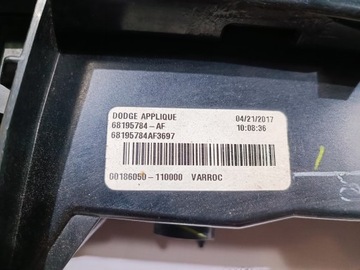 DODGE APPLIQUE 04/21/2017
68195784-AF 10:08:36
68195784AF3697
00186050-110000 VARROC